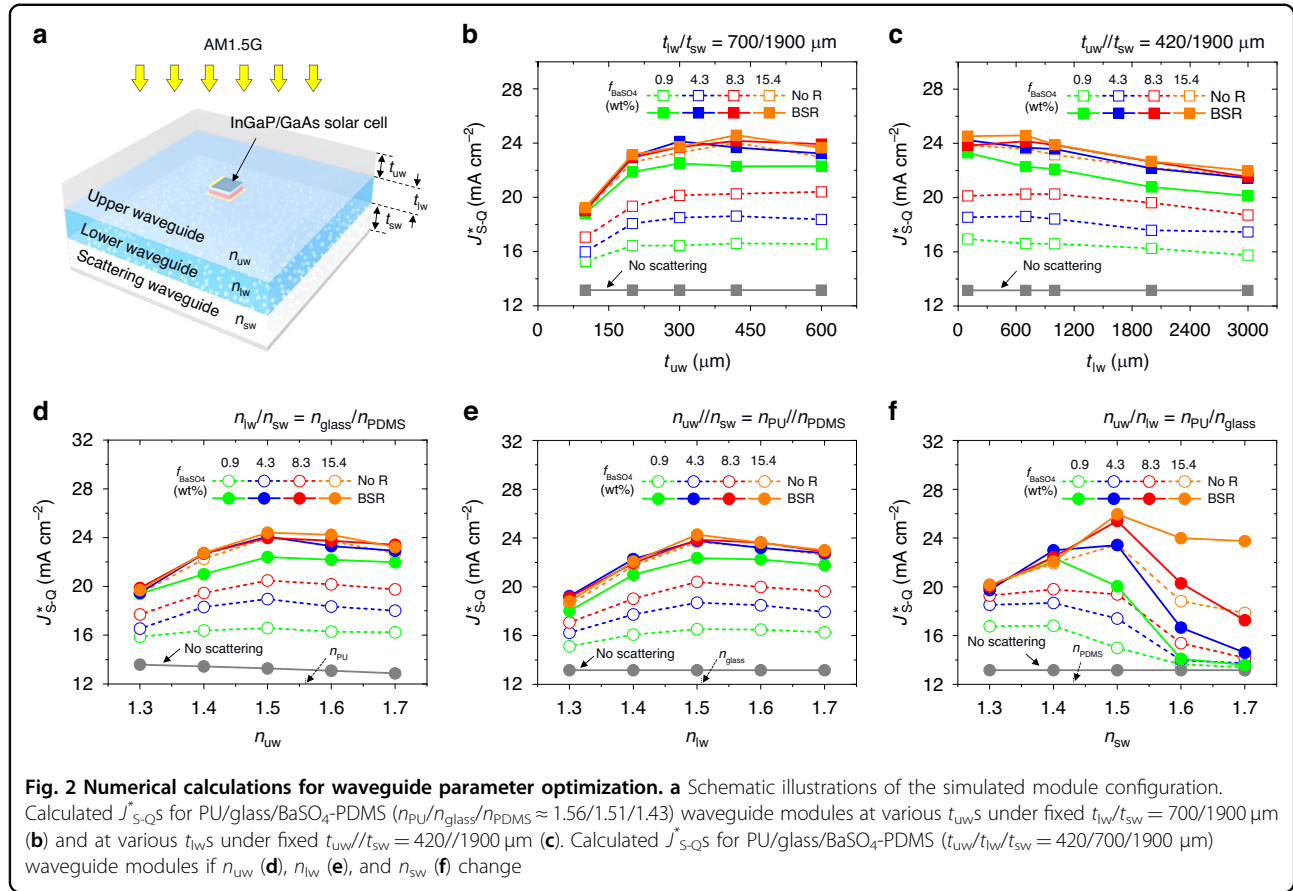 a
AM1.5G
InGaP/GaAs solar cell
t_uw
t_lw
t_sw
Upper waveguide
n_uw
Lower waveguide
n_lw
Scattering waveguide
n_sw
b
t_lw/t_sw = 700/1900 μm
f_BaSO4 (wt%)
0.9 4.3 8.3 15.4
No R
BSR
No scattering
J*_S-Q (mA cm⁻²)
32
28
24
20
16
12
0 150 300 450 600
t_uw (μm)
c
t_uw//t_sw = 420/1900 μm
f_BaSO4 (wt%)
0.9 4.3 8.3 15.4
No R
BSR
No scattering
J*_S-Q (mA cm⁻²)
32
28
24
20
16
12
0 600 1200 1800 2400 3000
t_lw (μm)
d
n_lw/n_sw = n_glass/n_PDMS
f_BaSO4 (wt%)
0.9 4.3 8.3 15.4
No R
BSR
No scattering
n_PU
J*_S-Q (mA cm⁻²)
32
28
24
20
16
12
1.3 1.4 1.5 1.6 1.7
n_uw
e
n_uw//n_sw = n_PU//n_PDMS
f_BaSO4 (wt%)
0.9 4.3 8.3 15.4
No R
BSR
No scattering
n_glass
J*_S-Q (mA cm⁻²)
32
28
24
20
16
12
1.3 1.4 1.5 1.6 1.7
n_lw
f
n_uw/n_lw = n_PU/n_glass
f_BaSO4 (wt%)
0.9 4.3 8.3 15.4
No R
BSR
No scattering
n_PDMS
J*_S-Q (mA cm⁻²)
32
28
24
20
16
12
1.3 1.4 1.5 1.6 1.7
n_sw
Fig. 2 Numerical calculations for waveguide parameter optimization. a Schematic illustrations of the simulated module configuration.
Calculated J*_S-Qs for PU/glass/BaSO₄-PDMS (n_PU/n_glass/n_PDMS ≈ 1.56/1.51/1.43) waveguide modules at various t_uws under fixed t_lw/t_sw = 700/1900 μm
(b) and at various t_lws under fixed t_uw//t_sw = 420//1900 μm (c). Calculated J*_S-Qs for PU/glass/BaSO₄-PDMS (t_uw/t_lw/t_sw = 420/700/1900 μm)
waveguide modules if n_uw (d), n_lw (e), and n_sw (f) change